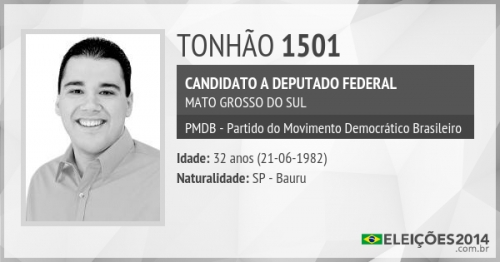 TONHÃO 1501
CANDIDATO A DEPUTADO FEDERAL
MATO GROSSO DO SUL
PMDB - Partido do Movimento Democrático Brasileiro
Idade: 32 anos (21-06-1982)
Naturalidade: SP - Bauru
ELEIÇÕES2014
.com.br